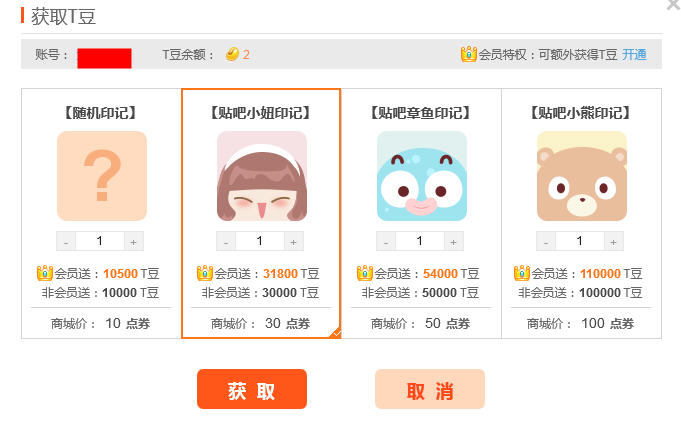 获取T豆
账号：
T豆余额： 2
会员特权：可额外获得T豆 开通
【随机印记】
?
- 1 +
会员送：10500 T豆
非会员送：10000 T豆
商城价： 10 点券
【贴吧小妞印记】
- 1 +
会员送：31800 T豆
非会员送：30000 T豆
商城价： 30 点券
【贴吧章鱼印记】
- 1 +
会员送：54000 T豆
非会员送：50000 T豆
商城价： 50 点券
【贴吧小熊印记】
- 1 +
会员送：110000 T豆
非会员送：100000 T豆
商城价： 100 点券
获 取
取 消